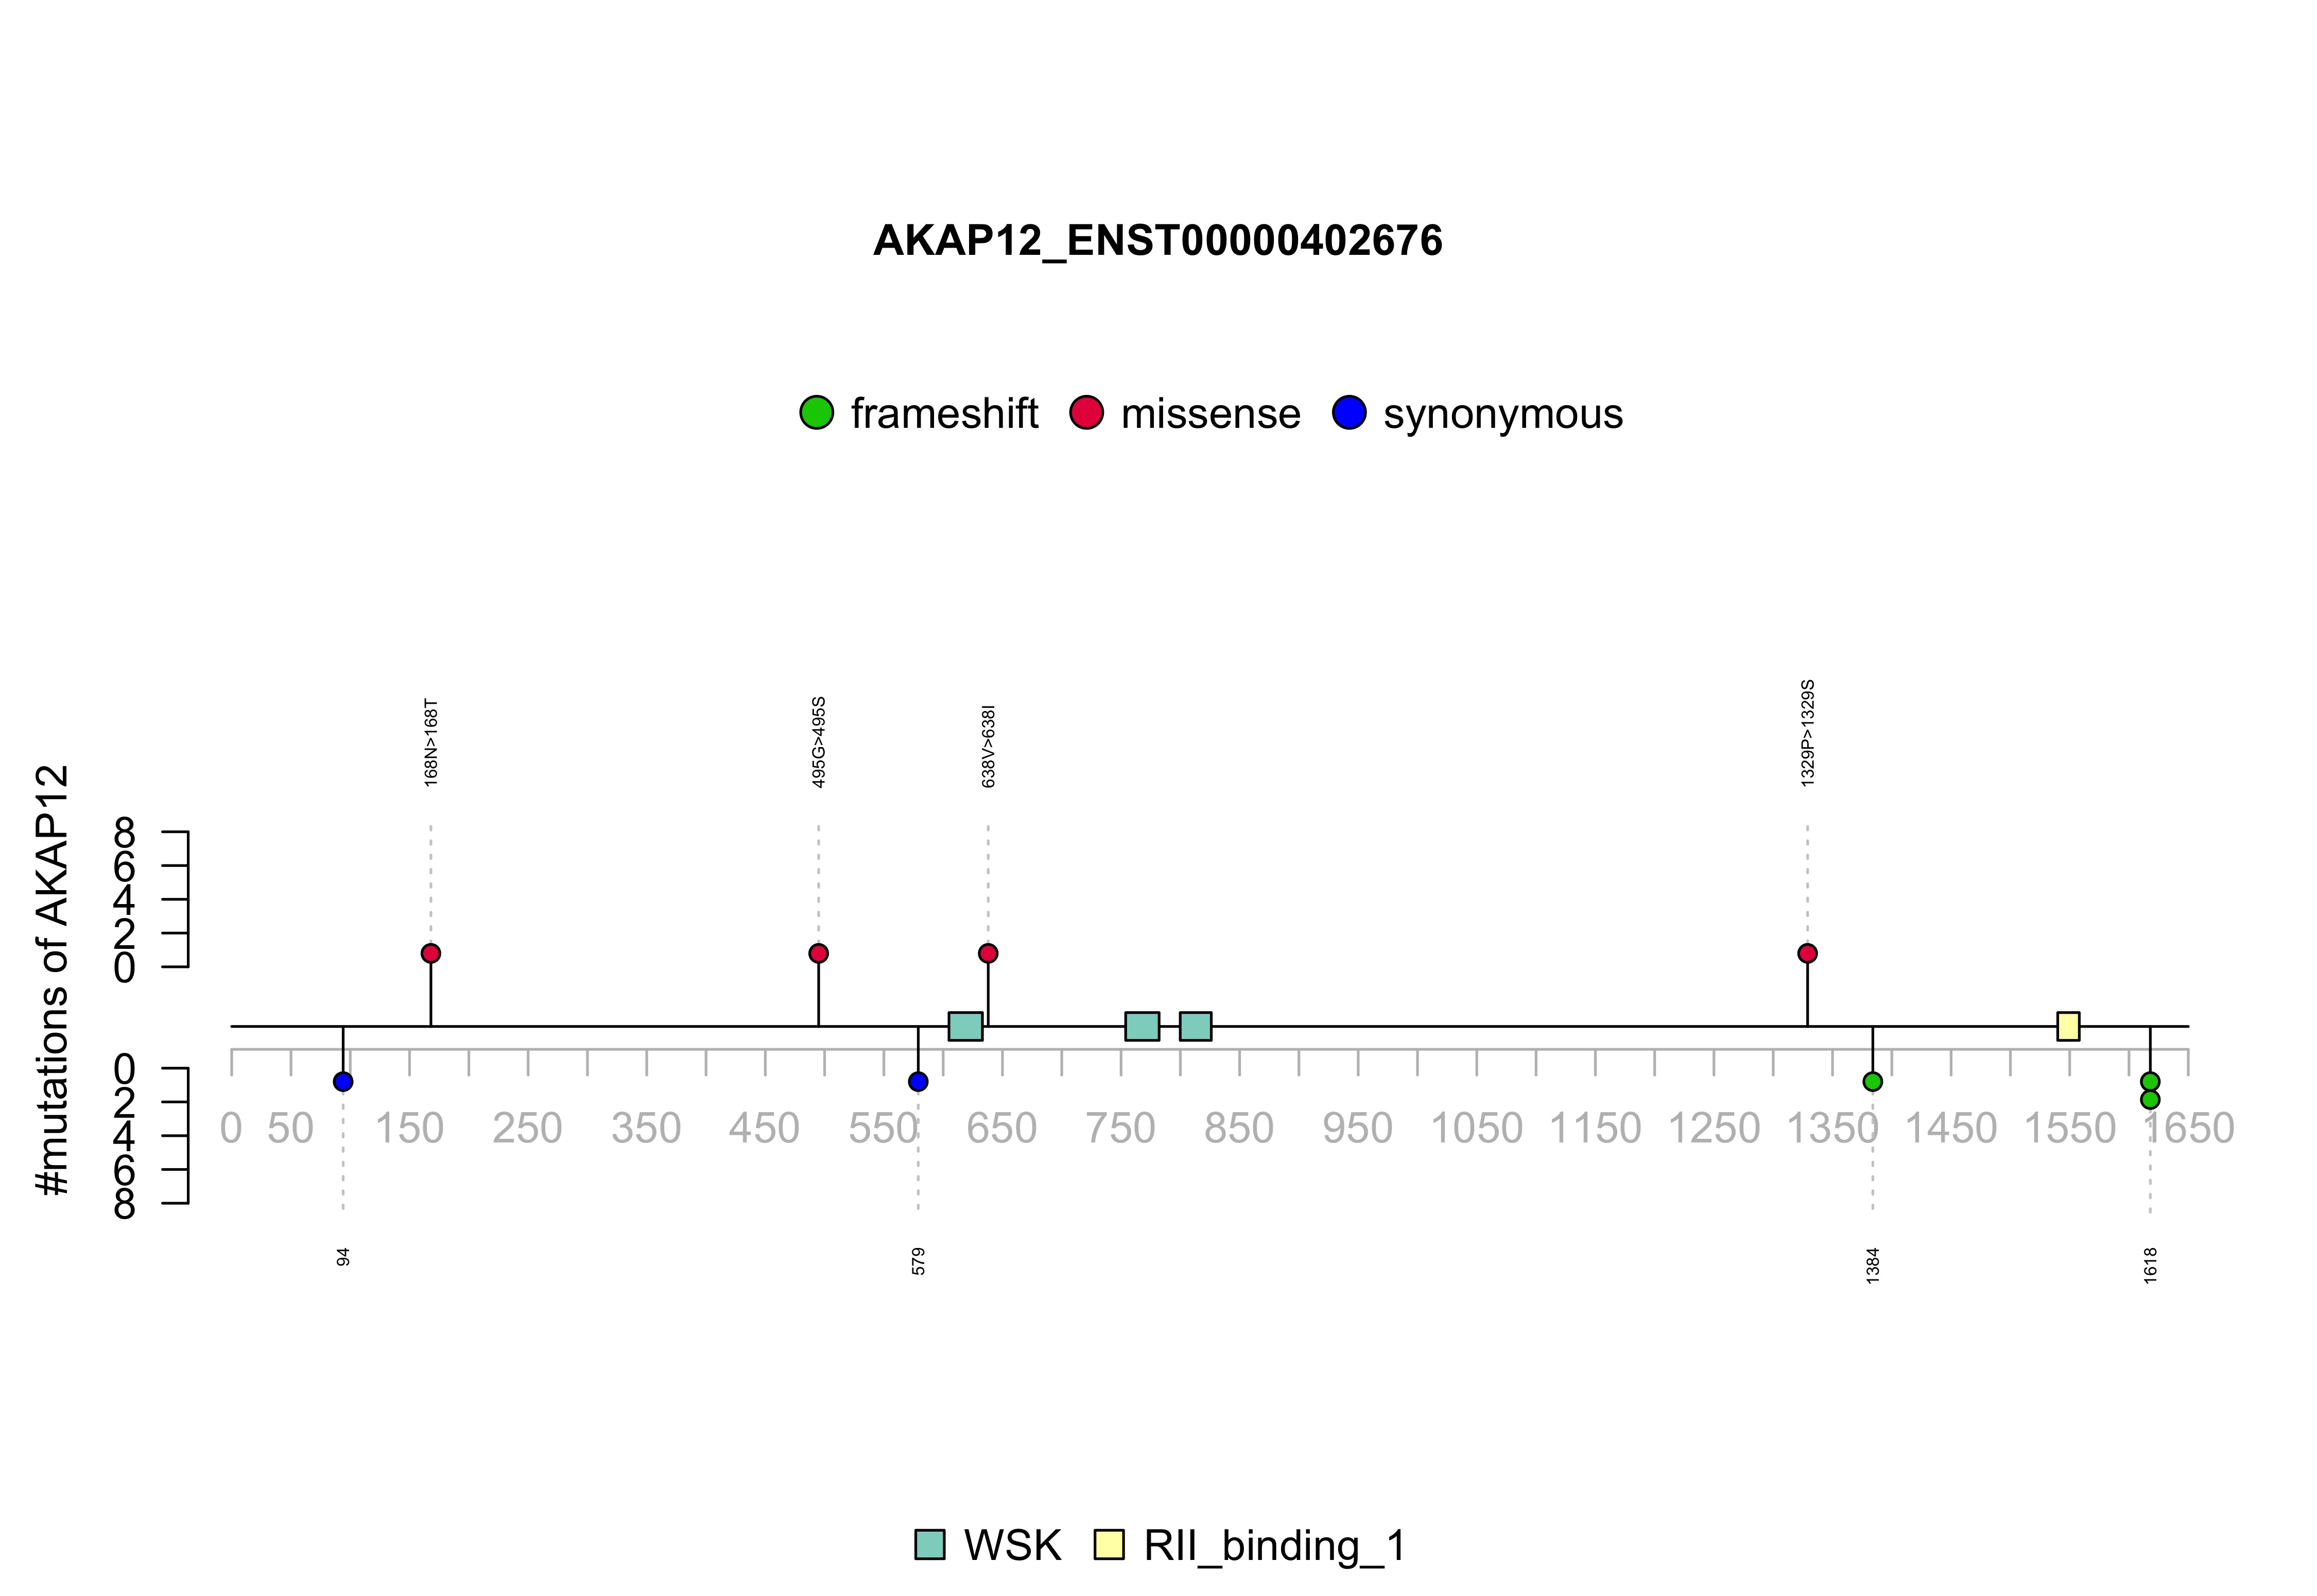 AKAP12_ENST00000402676
frameshift missense synonymous
168N>168T
495G>495S
638V>638I
1329P>1329S
#mutations of AKAP12
8
6
4
2
0
0
2
4
6
8
0 50 150 250 350 450 550 650 750 850 950 1050 1150 1250 1350 1450 1550 1650
94
579
1384
1618
WSK RII_binding_1